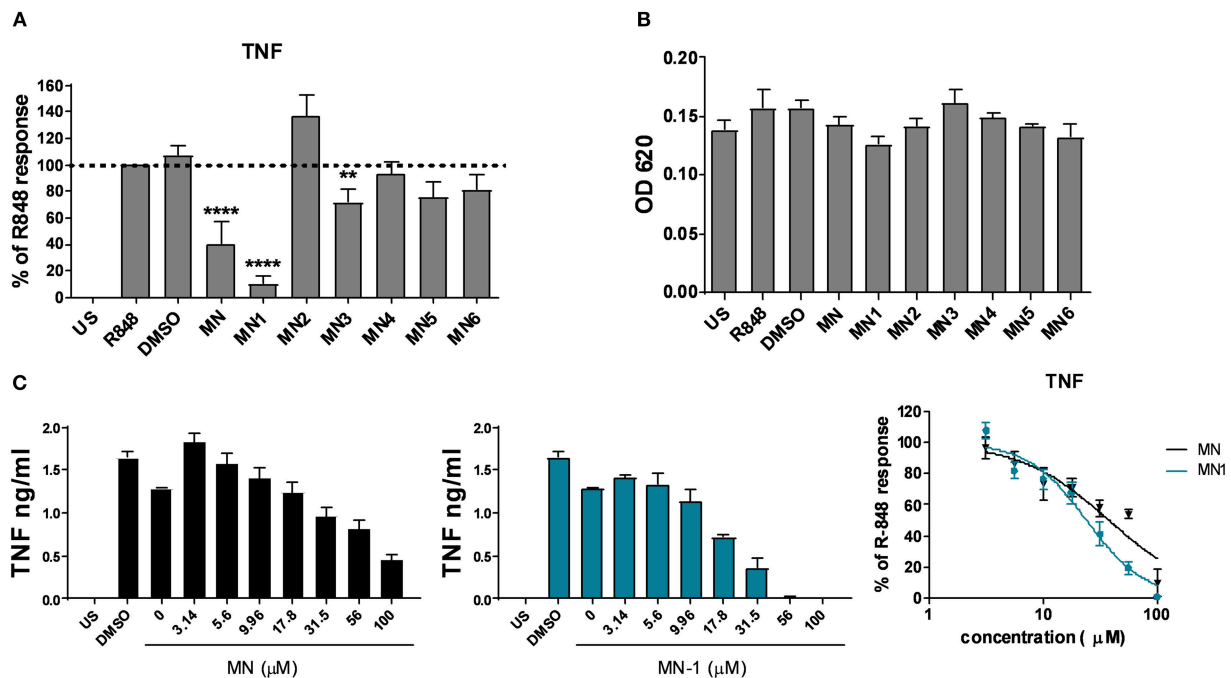 A
TNF
% of R848 response
160
140
120
100
80
60
40
20
0
**** **** **
US R848 DMSO MN MN1 MN2 MN3 MN4 MN5 MN6
B
OD 620
0.20
0.15
0.10
0.05
0.00
US R848 DMSO MN MN1 MN2 MN3 MN4 MN5 MN6
C
TNF ng/ml
2.0
1.5
1.0
0.5
0.0
US DMSO 0 3.14 5.6 9.96 17.8 31.5 56 100
MN (μM)
TNF ng/ml
2.0
1.5
1.0
0.5
0.0
US DMSO 0 3.14 5.6 9.96 17.8 31.5 56 100
MN-1 (μM)
TNF
% of R-848 response
120
100
80
60
40
20
0
1 10 100
concentration ( μM)
MN
MN1